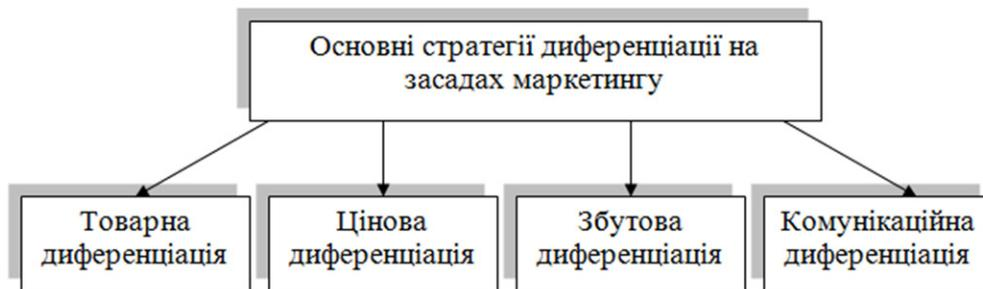 Основні стратегії диференціації на
засадах маркетингу
Товарна
диференціація
Цінова
диференціація
Збутова
диференціація
Комунікаційна
диференціація